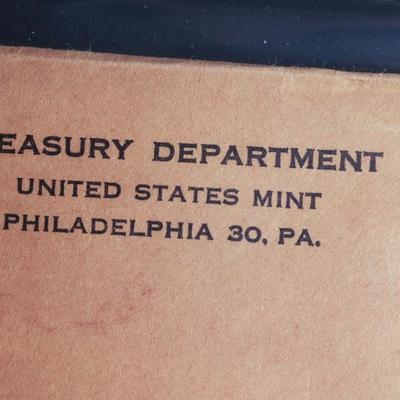 EASURY DEPARTMENT
UNITED STATES MINT
PHILADELPHIA 30, PA.